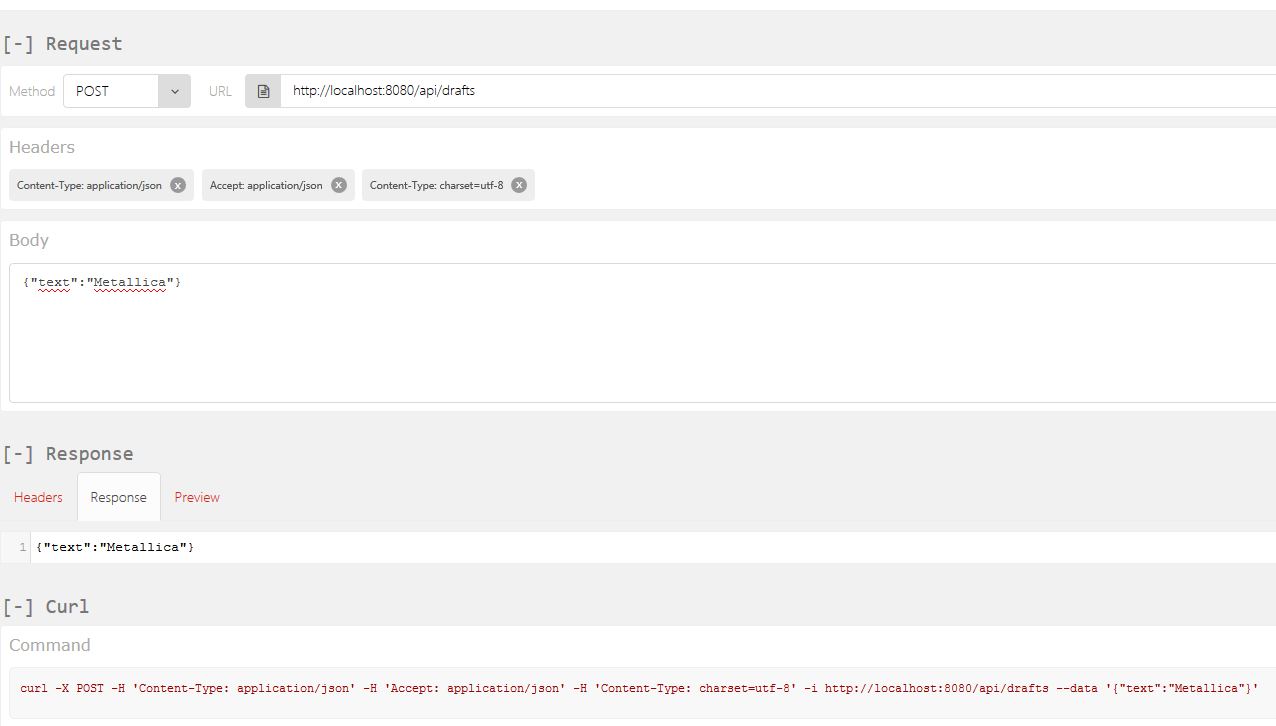 [-] Request
Method POST URL http://localhost:8080/api/drafts
Headers
Content-Type: application/json x Accept: application/json x Content-Type: charset=utf-8 x
Body
{"text":"Metallica"}
[-] Response
Headers Response Preview
1 {"text":"Metallica"}
[-] Curl
Command
curl -X POST -H 'Content-Type: application/json' -H 'Accept: application/json' -H 'Content-Type: charset=utf-8' -i http://localhost:8080/api/drafts --data '{"text":"Metallica"}'